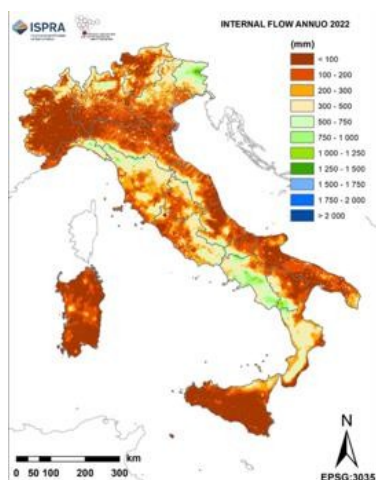 ISPRA
INTERNAL FLOW ANNUO 2022
(mm)
< 100
100 - 200
200 - 300
300 - 500
500 - 750
750 - 1 000
1 000 - 1 250
1 250 - 1 500
1 500 - 1 750
1 750 - 2 000
> 2 000
N
km
0 50 100 200 300
EPSG:3035